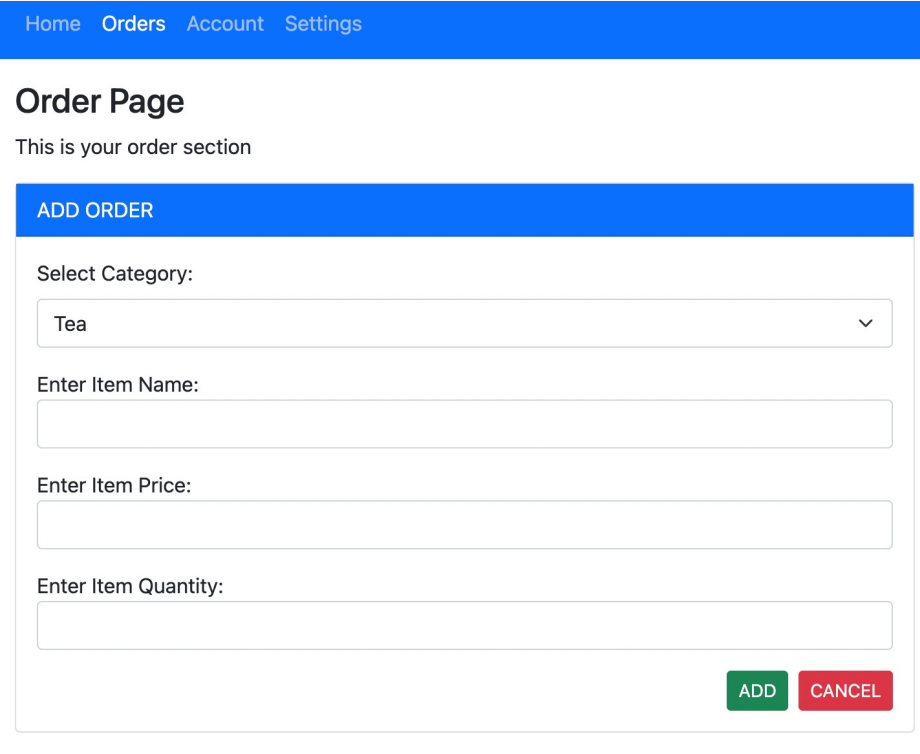 Home Orders Account Settings
Order Page
This is your order section
ADD ORDER
Select Category:
Tea
Enter Item Name:
Enter Item Price:
Enter Item Quantity:
ADD CANCEL